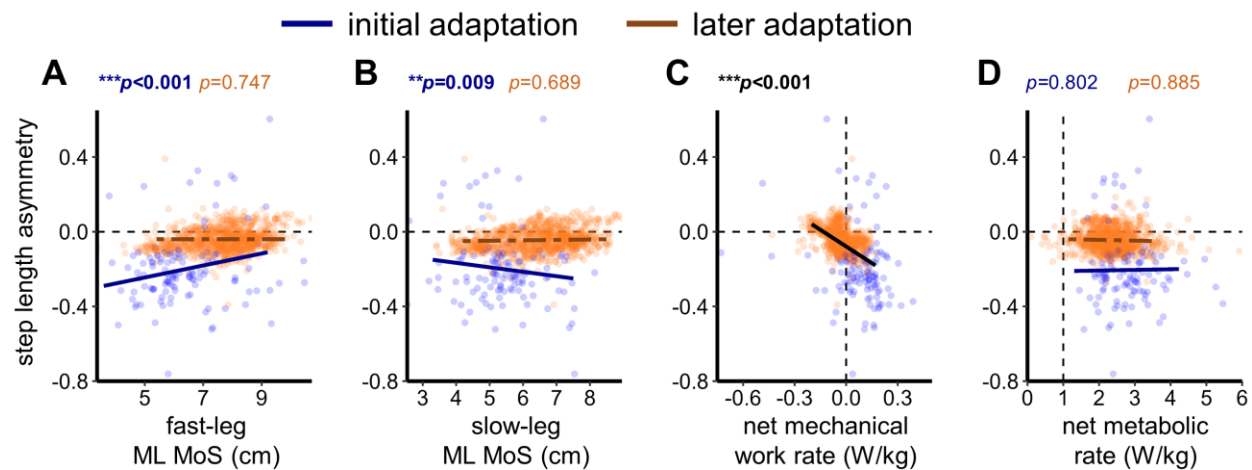 initial adaptation later adaptation
A ***p<0.001 p=0.747
B **p=0.009 p=0.689
C ***p<0.001
D p=0.802 p=0.885
step length asymmetry
0.4
0.0
-0.4
-0.8
5 7 9
fast-leg
ML MoS (cm)
0.4
0.0
-0.4
-0.8
3 4 5 6 7 8
slow-leg
ML MoS (cm)
0.4
0.0
-0.4
-0.8
-0.6 -0.3 0.0 0.3
net mechanical
work rate (W/kg)
0.4
0.0
-0.4
-0.8
0 1 2 3 4 5 6
net metabolic
rate (W/kg)